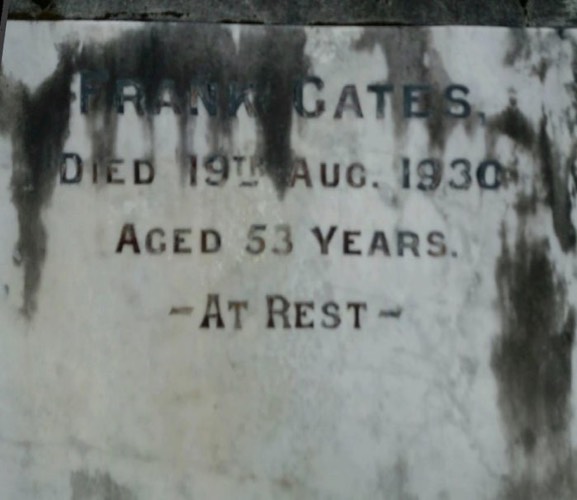 FRANK GATES.
DIED 19TH AUG. 1930
AGED 53 YEARS.
- AT REST -